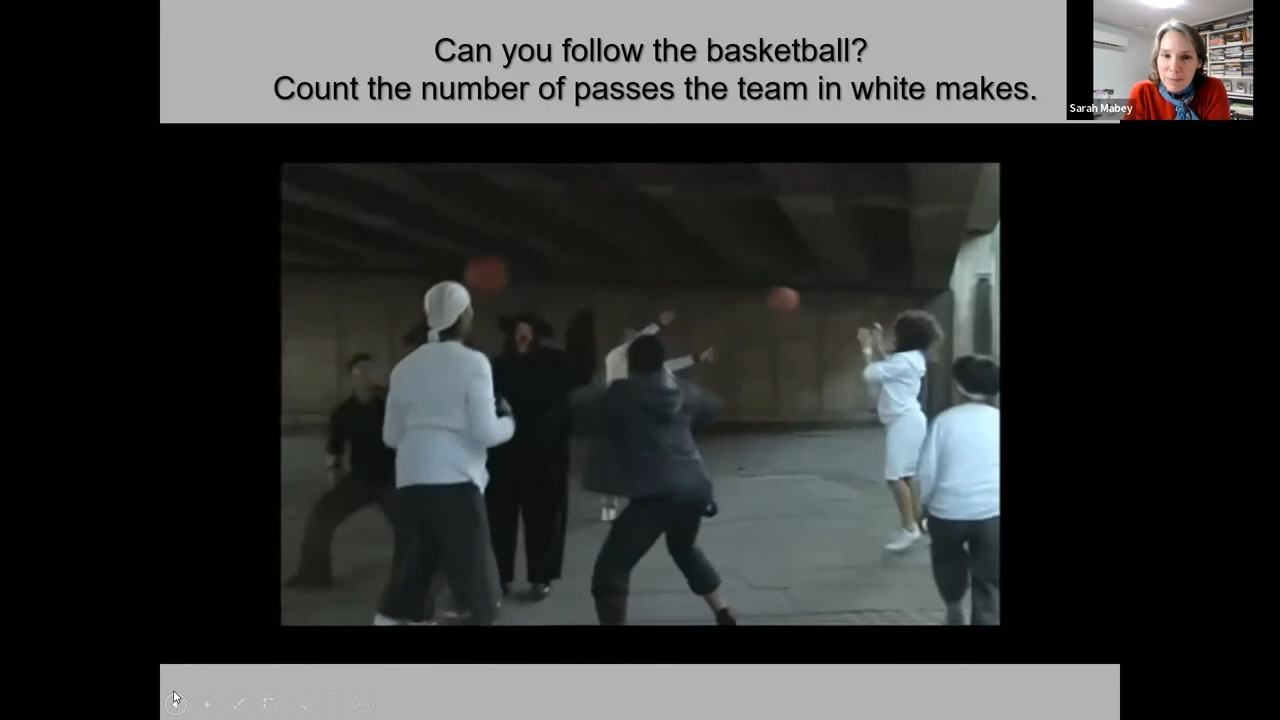 Can you follow the basketball?
Count the number of passes the team in white makes.
Sarah Mabey